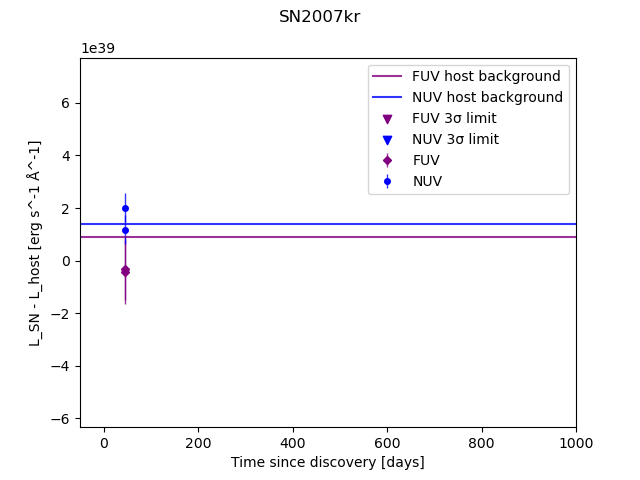 SN2007kr
1e39
FUV host background
NUV host background
FUV 3σ limit
NUV 3σ limit
FUV
NUV
L_SN - L_host [erg s^-1 Å^-1]
6
4
2
0
−2
−4
−6
0 200 400 600 800 1000
Time since discovery [days]